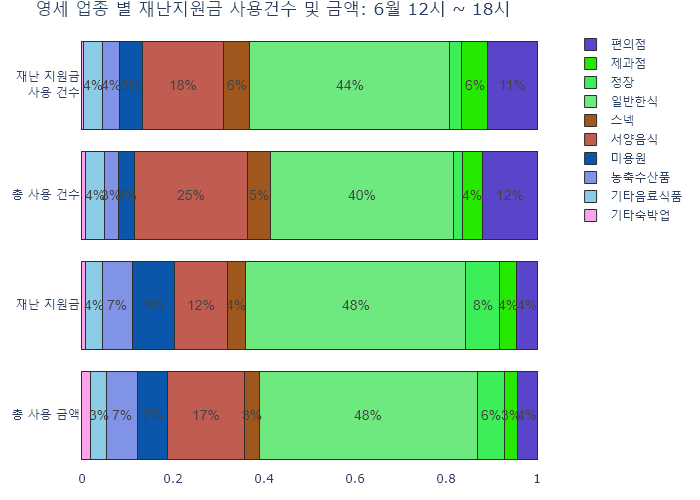 영세 업종 별 재난지원금 사용건수 및 금액: 6월 12시 ~ 18시
재난 지원금
사용 건수
4%
4%
5%
18%
6%
44%
6%
11%
총 사용 건수
4%
3%
4%
25%
5%
40%
4%
12%
재난 지원금
4%
7%
9%
12%
4%
48%
8%
4%
4%
총 사용 금액
3%
7%
7%
17%
3%
48%
6%
3%
4%
0
0.2
0.4
0.6
0.8
1
편의점
제과점
정장
일반한식
스넥
서양음식
미용원
농축수산품
기타음료식품
기타숙박업